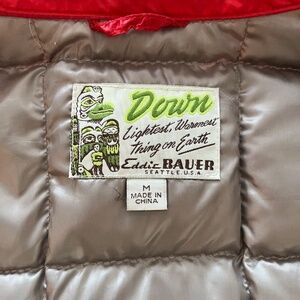 Down
Lightest, Warmest
Thing on Earth
Eddie BAUER
SEATTLE, U.S.A.
M
MADE IN
CHINA